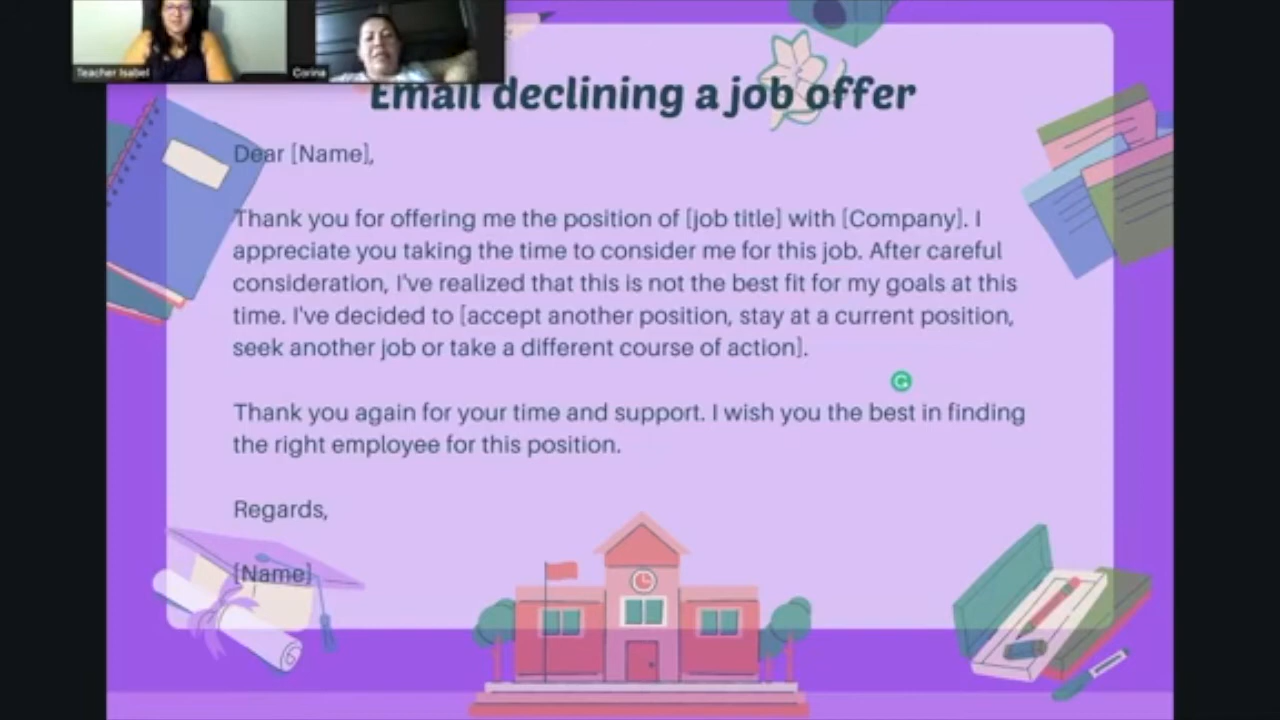 Teacher Isabel
Corina
Email declining a job offer
Dear [Name],
Thank you for offering me the position of [job title] with [Company]. I
appreciate you taking the time to consider me for this job. After careful
consideration, I've realized that this is not the best fit for my goals at this
time. I've decided to [accept another position, stay at a current position,
seek another job or take a different course of action].
Thank you again for your time and support. I wish you the best in finding
the right employee for this position.
Regards,
[Name]